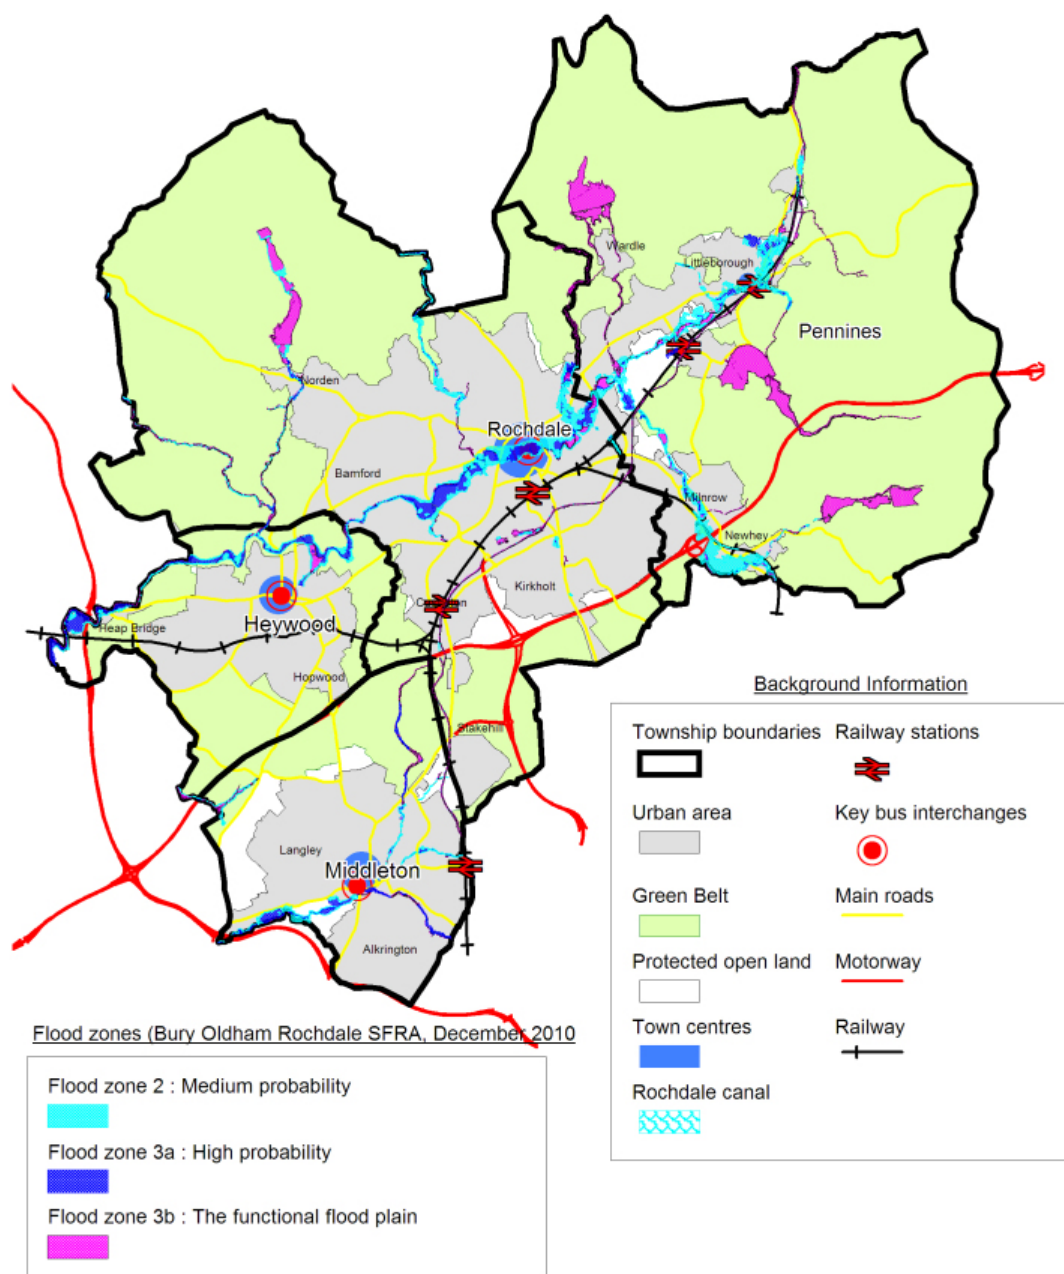 Wardle
Littleborough
Pennines
Norden
Rochdale
Bamford
Milnrow
Newhey
Kirkholt
Heywood
Heap Bridge
Hopwood
Stakehill
Langley
Middleton
Alkrington
Background Information
Township boundaries
Railway stations
Urban area
Key bus interchanges
Green Belt
Main roads
Protected open land
Motorway
Town centres
Railway
Rochdale canal
Flood zones (Bury Oldham Rochdale SFRA, December 2010
Flood zone 2 : Medium probability
Flood zone 3a : High probability
Flood zone 3b : The functional flood plain